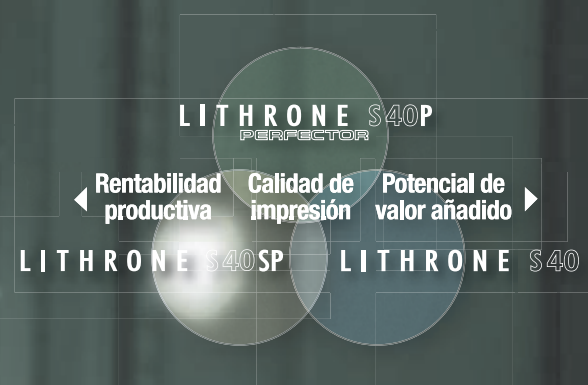 LITHRONE S40P
PERFECTOR
Rentabilidad productiva
Calidad de impresión
Potencial de valor añadido
LITHRONE S40SP
LITHRONE S40